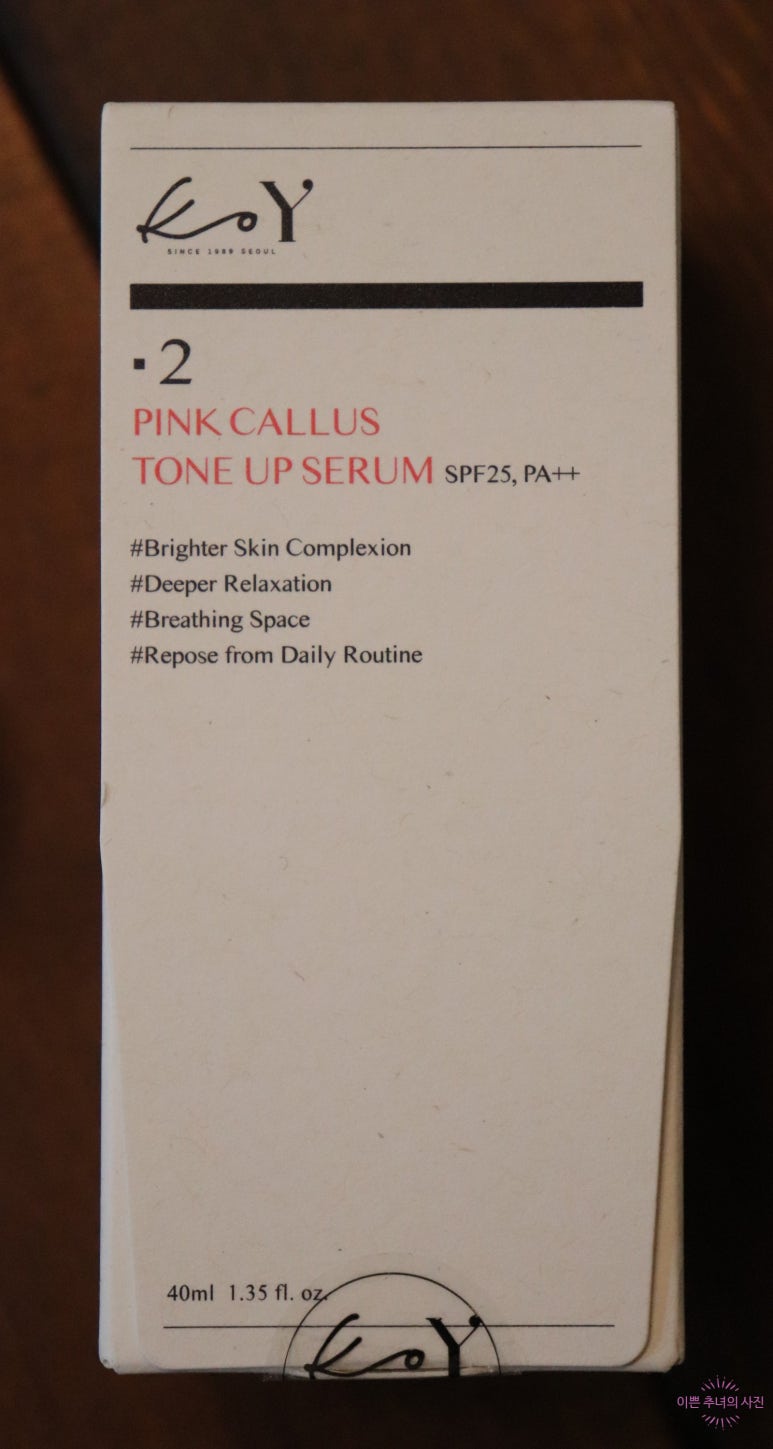 KoY
SINCE 1989 SEOUL
▪2
PINK CALLUS
TONE UP SERUM SPF25, PA++
#Brighter Skin Complexion
#Deeper Relaxation
#Breathing Space
#Repose from Daily Routine
40ml 1.35 fl. oz.
KoY
이쁜 추녀의 사진